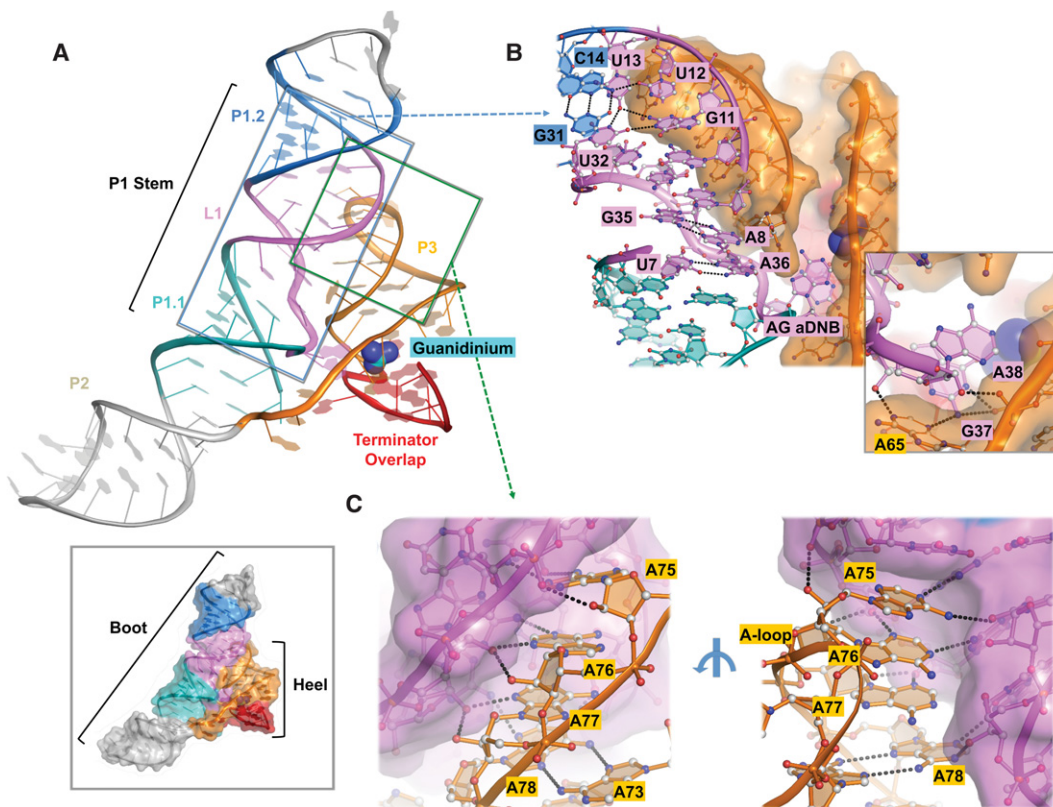 A
P1.2
P1 Stem
L1
P3
P1.1
Guanidinium
P2
Terminator
Overlap
Boot
Heel
B
C14
U13
U12
G11
G31
U32
G35
A8
U7
A36
AG aDNB
A38
G37
A65
C
A75
A76
A77
A78
A73
A75
A-loop
A76
A77
A78